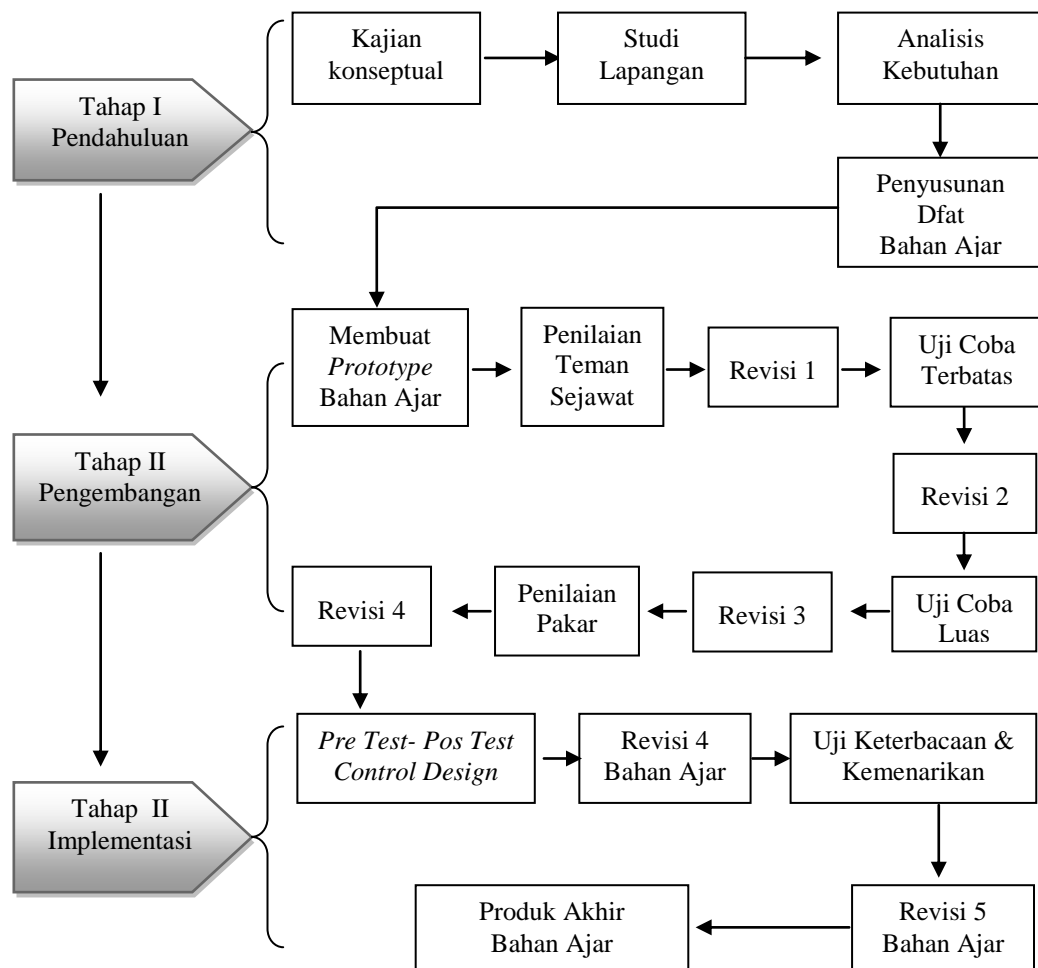 Tahap I
Pendahuluan
Kajian
konseptual
Studi
Lapangan
Analisis
Kebutuhan
Penyusunan
Dfat
Bahan Ajar
Tahap II
Pengembangan
Membuat
Prototype
Bahan Ajar
Penilaian
Teman
Sejawat
Revisi 1
Uji Coba
Terbatas
Revisi 2
Uji Coba
Luas
Revisi 3
Penilaian
Pakar
Revisi 4
Tahap II
Implementasi
Pre Test- Pos Test
Control Design
Revisi 4
Bahan Ajar
Uji Keterbacaan &
Kemenarikan
Revisi 5
Bahan Ajar
Produk Akhir
Bahan Ajar